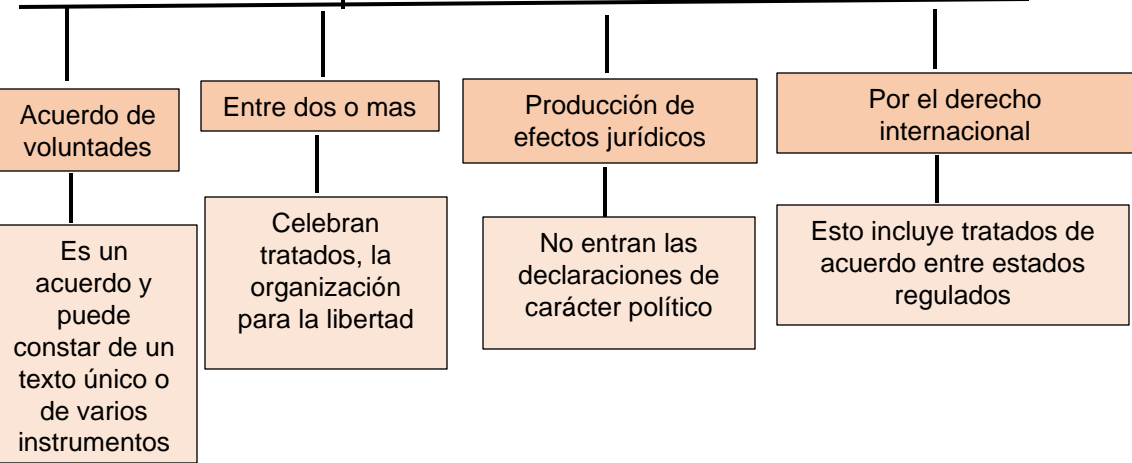 Acuerdo de
voluntades
Es un
acuerdo y
puede
constar de un
texto único o
de varios
instrumentos
Entre dos o mas
Celebran
tratados, la
organización
para la libertad
Producción de
efectos jurídicos
No entran las
declaraciones de
carácter político
Por el derecho
internacional
Esto incluye tratados de
acuerdo entre estados
regulados